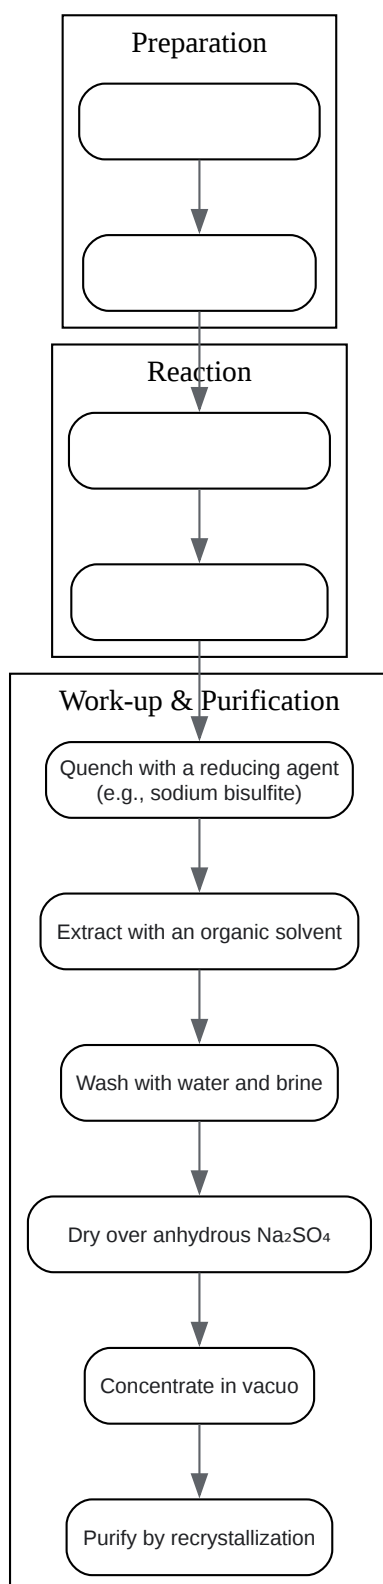 Preparation
Reaction
Work-up & Purification
Quench with a reducing agent
(e.g., sodium bisulfite)
Extract with an organic solvent
Wash with water and brine
Dry over anhydrous Na₂SO₄
Concentrate in vacuo
Purify by recrystallization